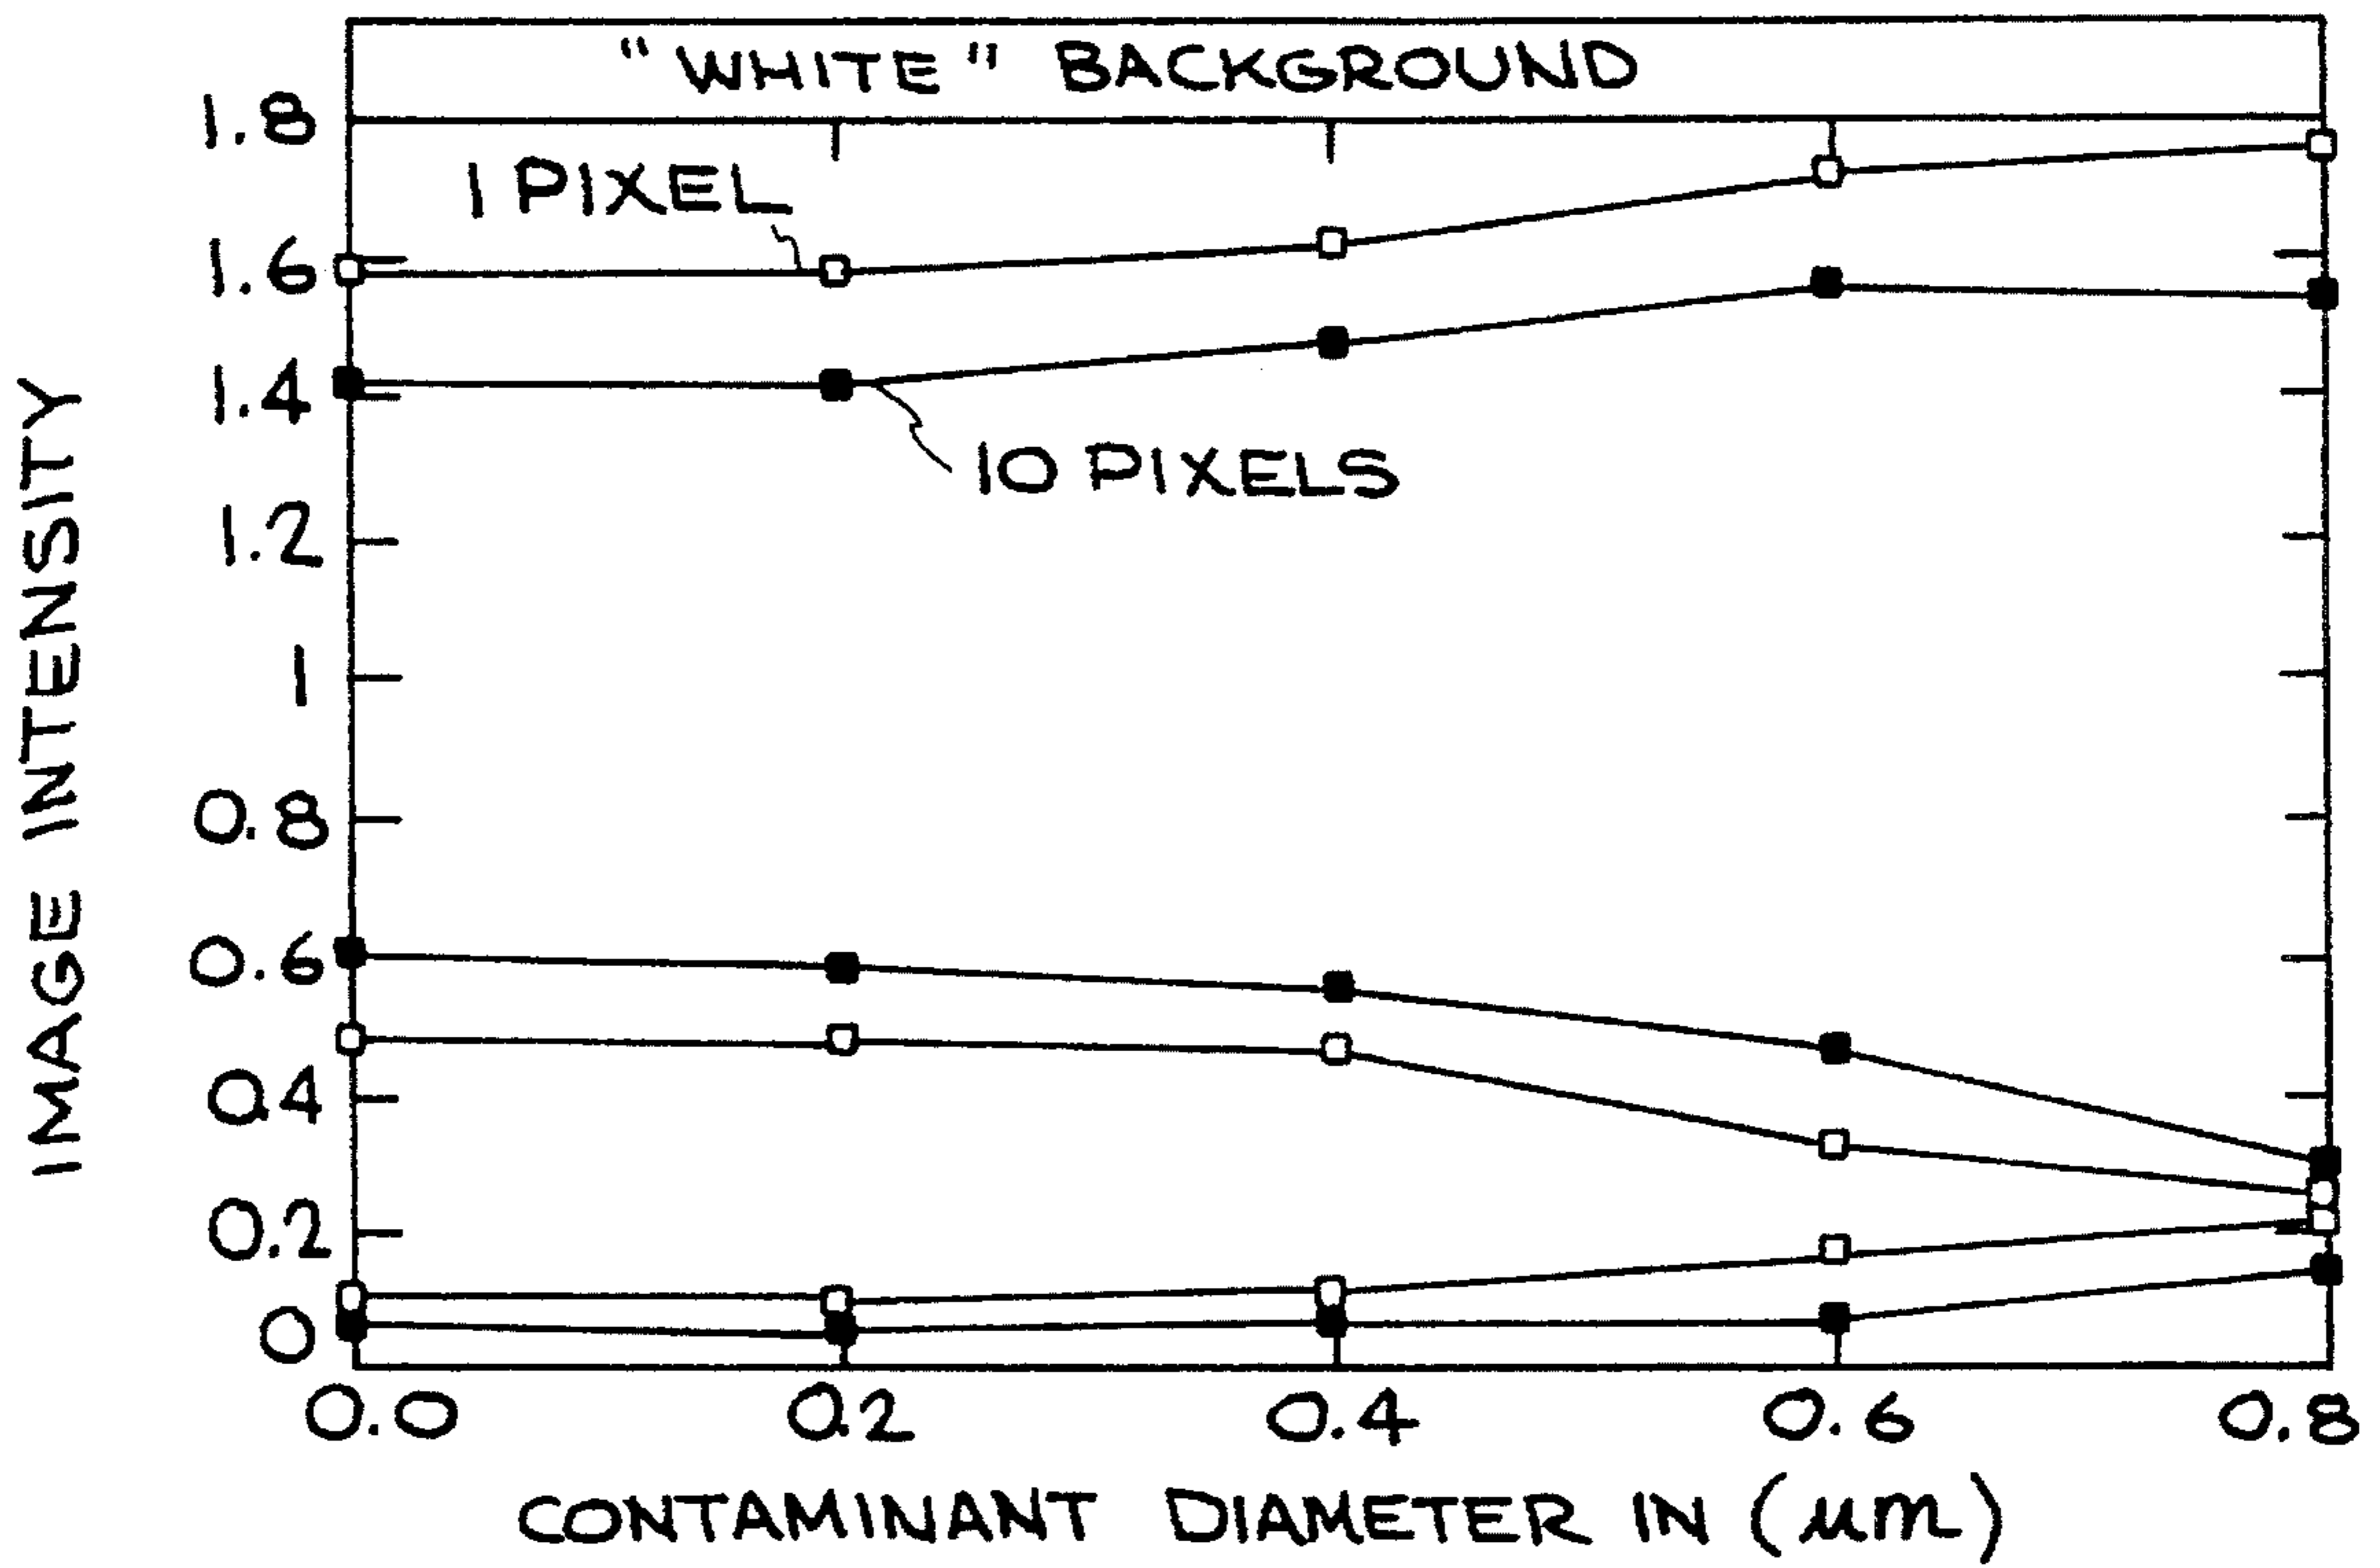 "WHITE" BACKGROUND
1.8
1 PIXEL
1.6
1.4
10 PIXELS
1.2
1
0.8
0.6
0.4
0.2
0
0.0 0.2 0.4 0.6 0.8
IMAGE INTENSITY
CONTAMINANT DIAMETER IN (µm)